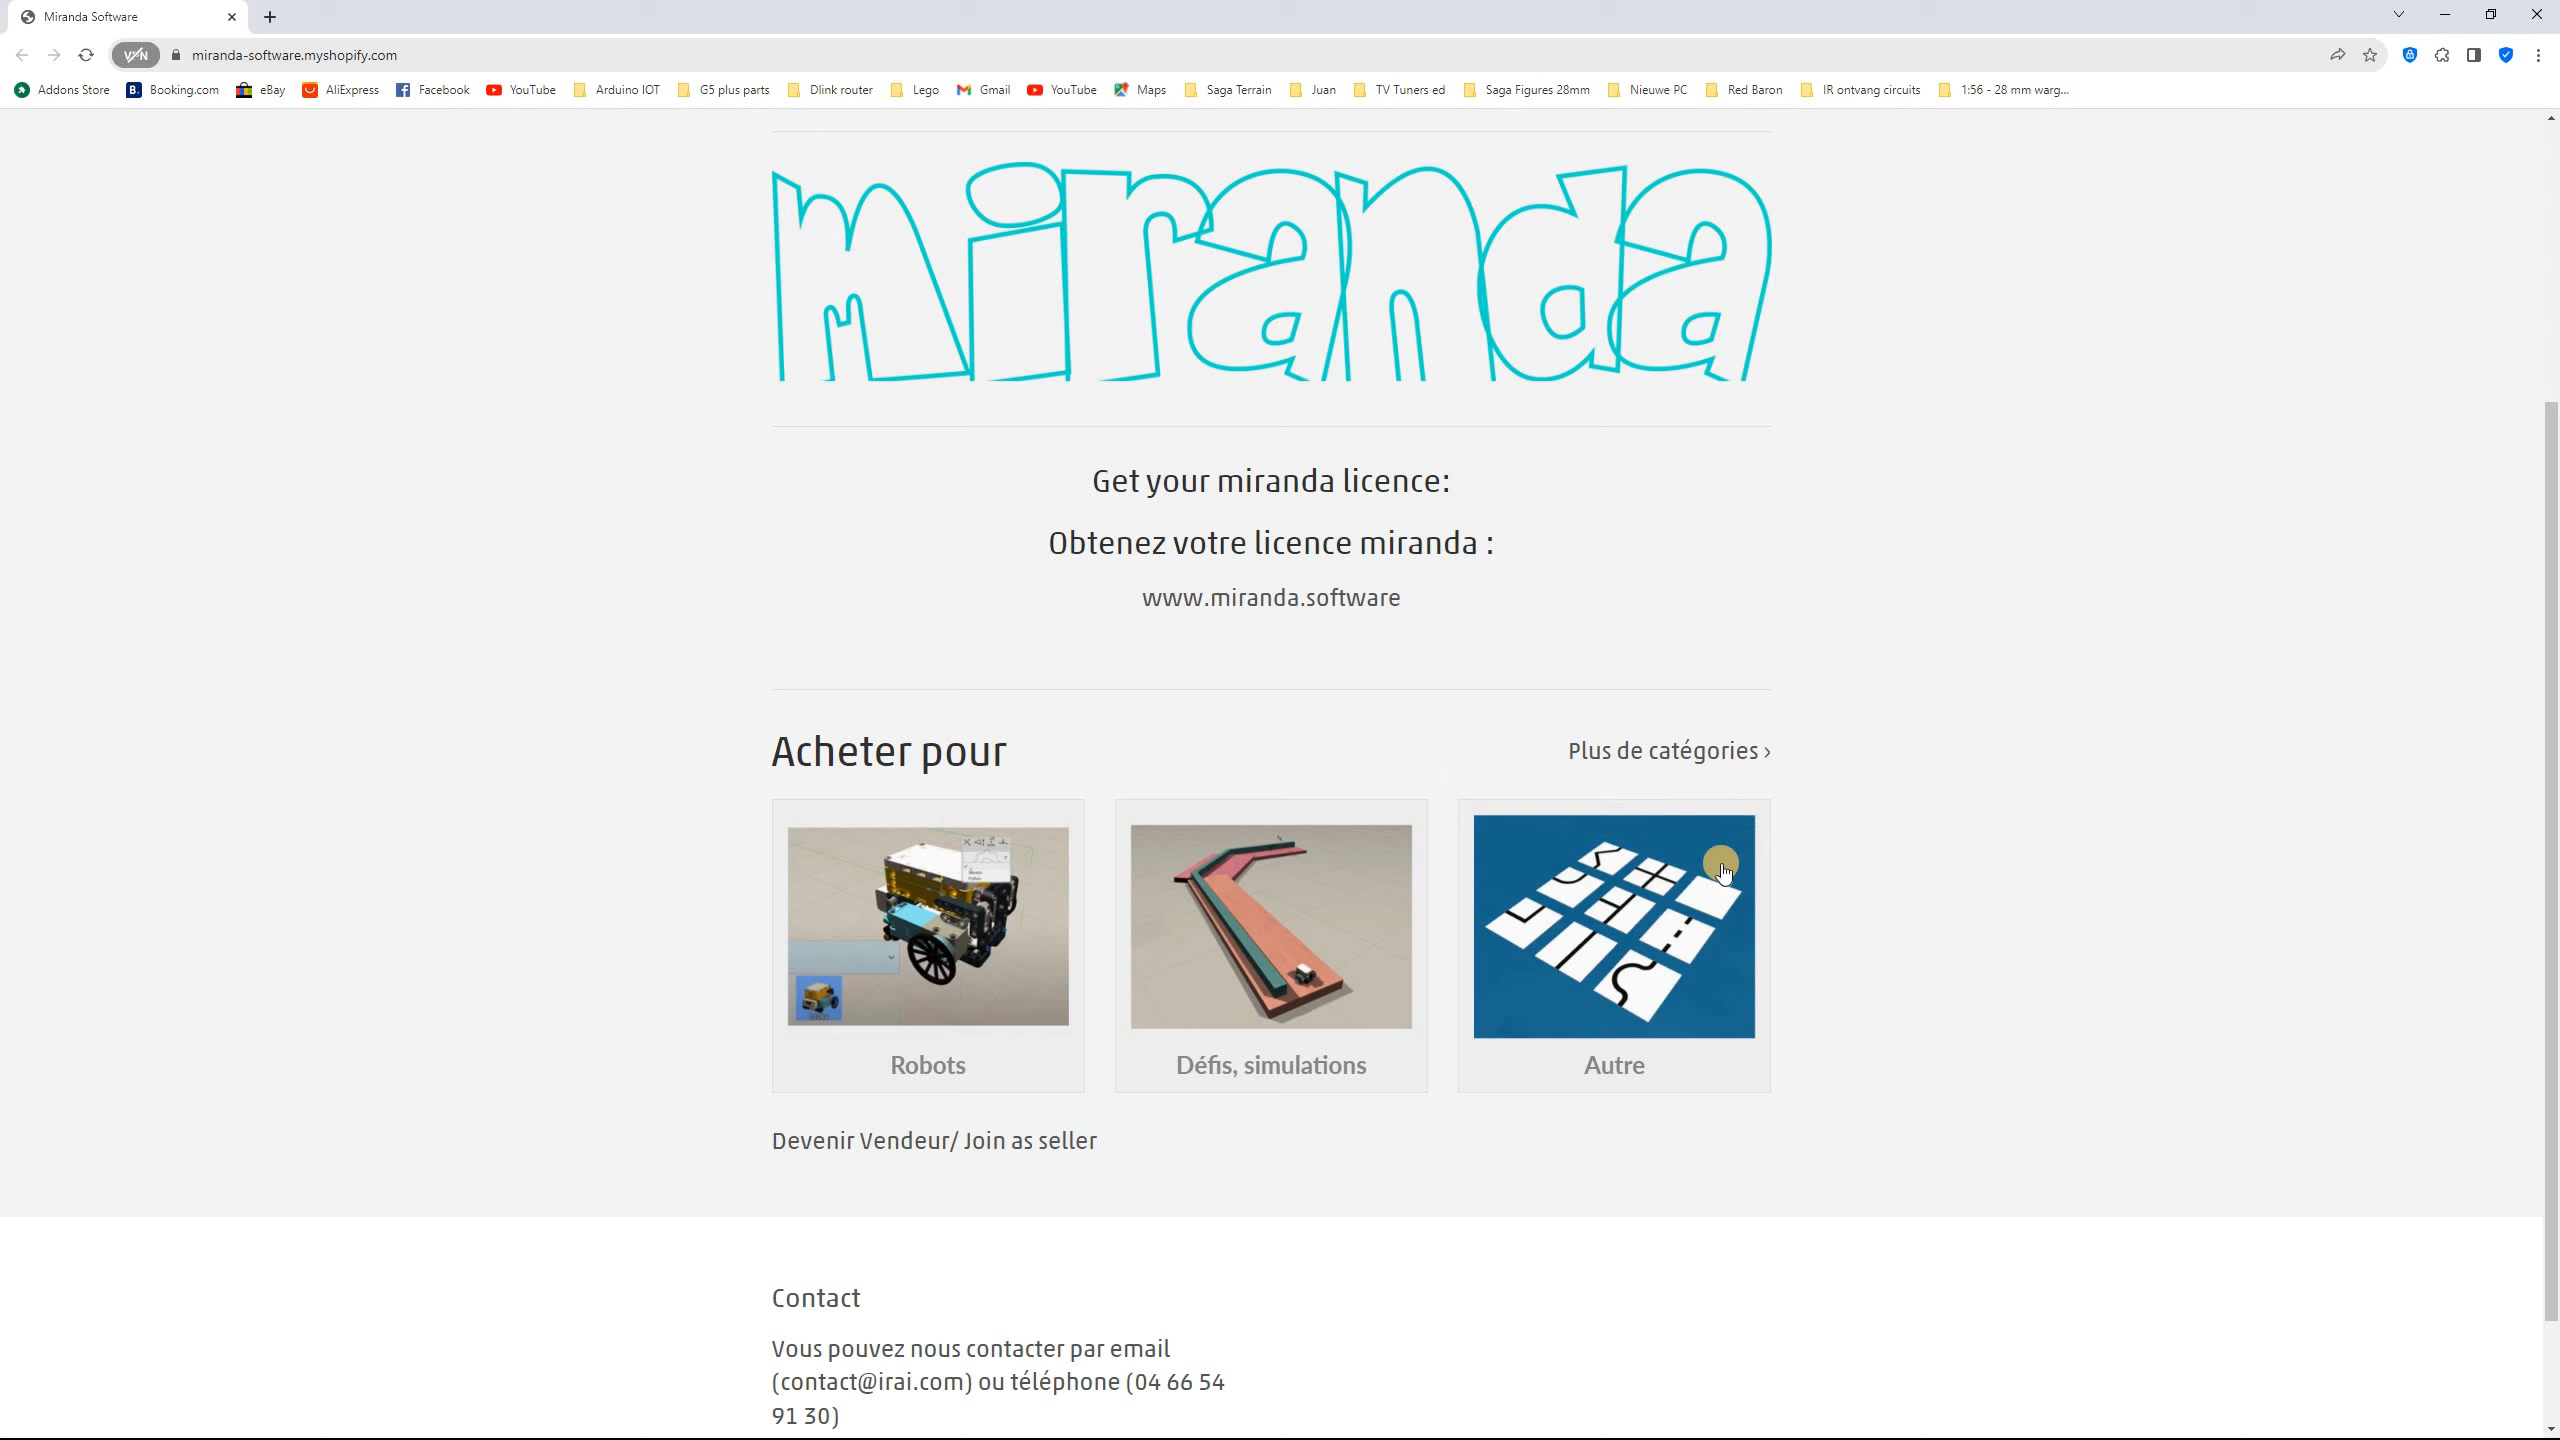 Miranda Software
VPN
miranda-software.myshopify.com
Addons Store
Booking.com
eBay
AliExpress
Facebook
YouTube
Arduino IOT
G5 plus parts
Dlink router
Lego
Gmail
YouTube
Maps
Saga Terrain
Juan
TV Tuners ed
Saga Figures 28mm
Nieuwe PC
Red Baron
IR ontvang circuits
1:56 - 28 mm warg...
miranda
Get your miranda licence:
Obtenez votre licence miranda :
www.miranda.software
Acheter pour
Plus de catégories ›
Robots
Défis, simulations
Autre
Devenir Vendeur/ Join as seller
Contact
Vous pouvez nous contacter par email
(contact@irai.com) ou téléphone (04 66 54
91 30)